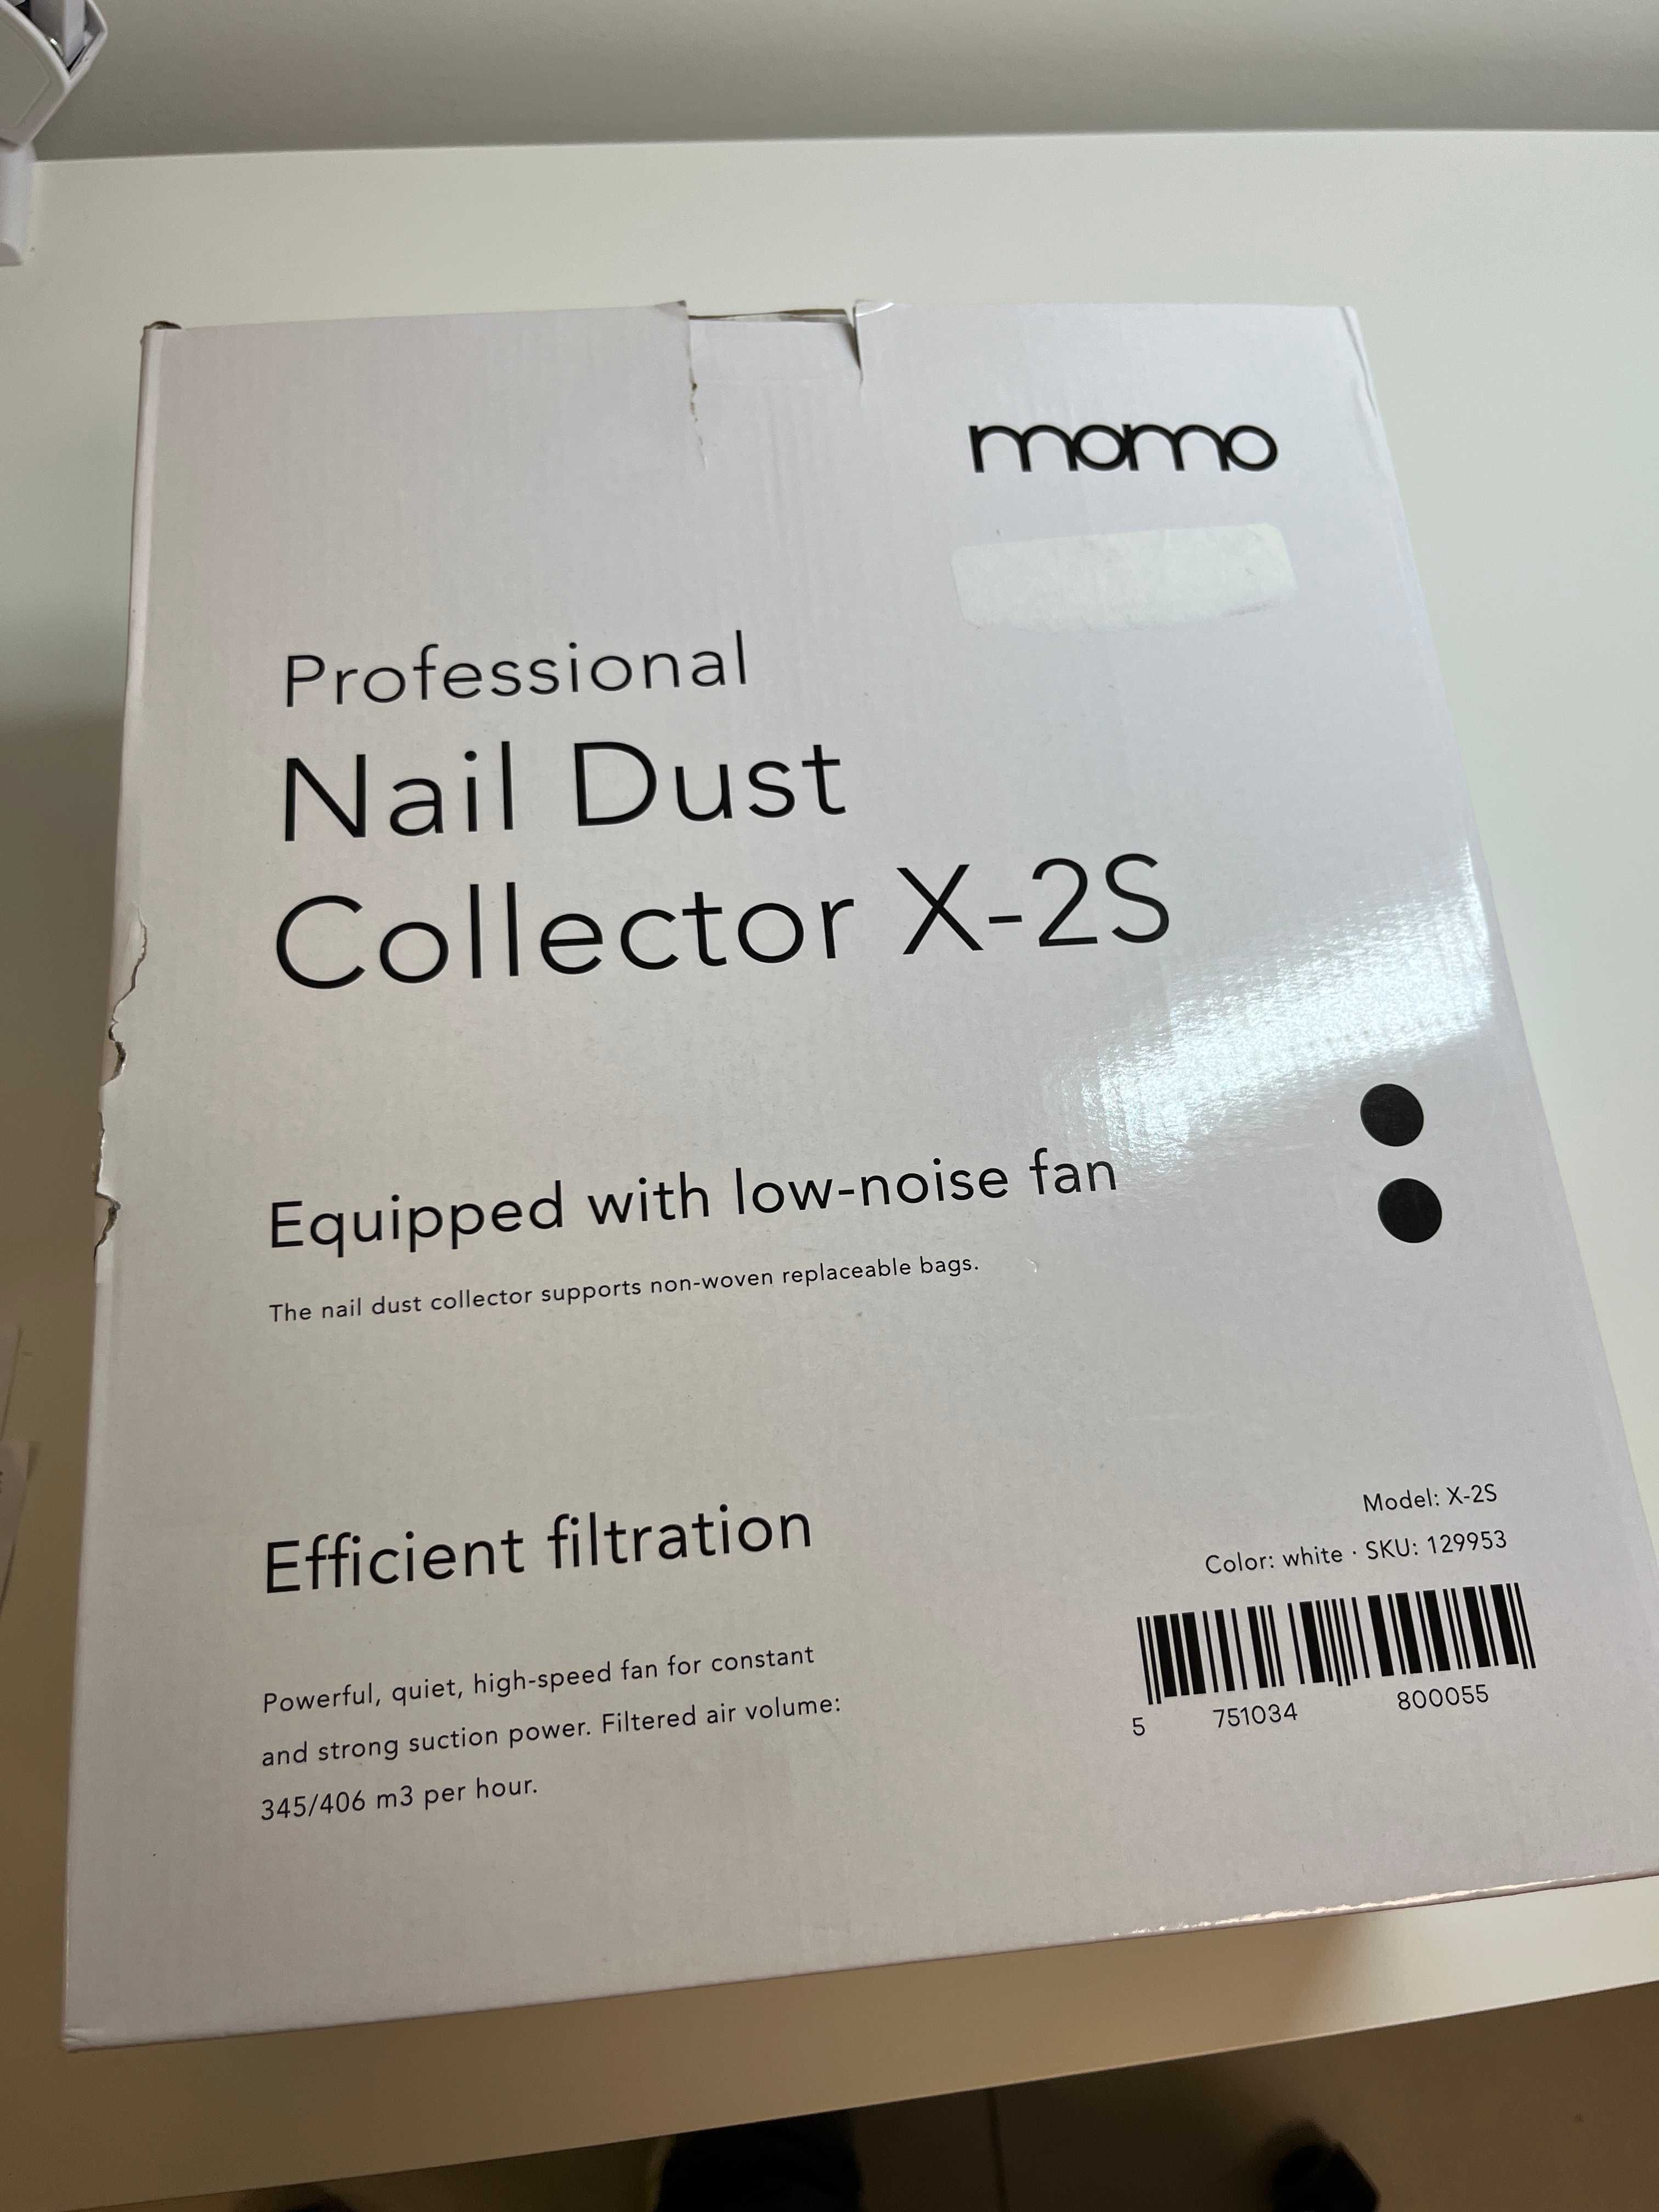 momo
Professional
Nail Dust
Collector X-2S
Equipped with low-noise fan
The nail dust collector supports non-woven replaceable bags.
Efficient filtration
Powerful, quiet, high-speed fan for constant
and strong suction power. Filtered air volume:
345/406 m3 per hour.
Model: X-2S
Color: white · SKU: 129953
5 751034 800055